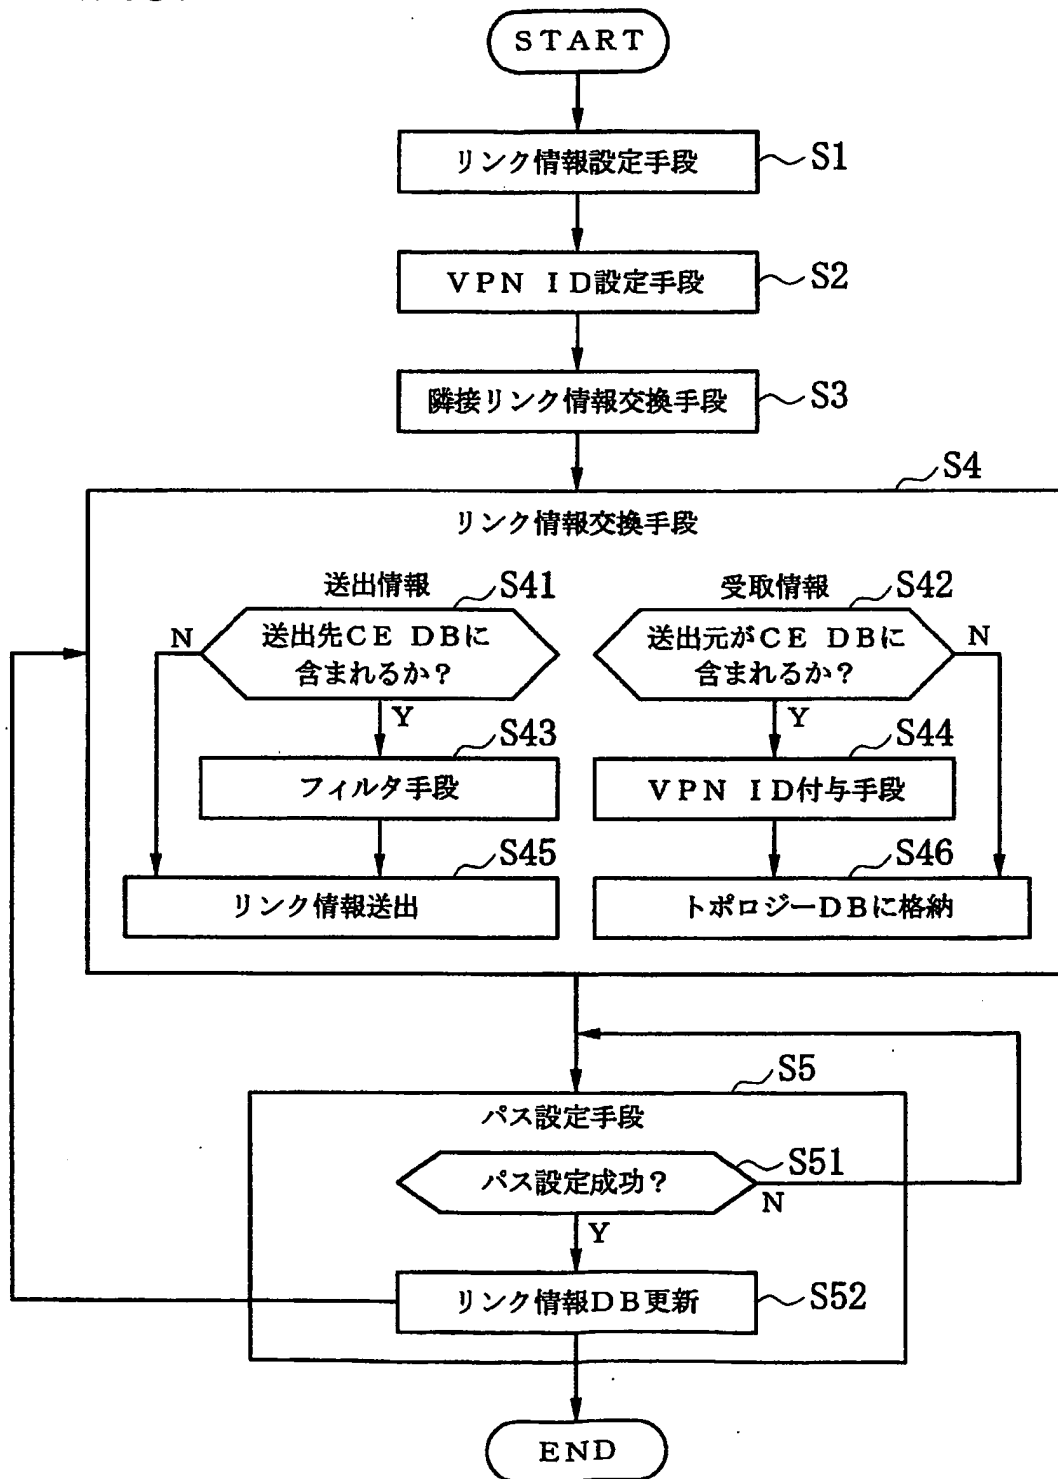 START
リンク情報設定手段
S1
VPN ID設定手段
S2
隣接リンク情報交換手段
S3
S4
リンク情報交換手段
送出情報
S41
受取情報
S42
N
送出先CE DBに
含まれるか?
送出元がCE DBに
含まれるか?
N
Y
Y
S43
S44
フィルタ手段
VPN ID付与手段
S45
S46
リンク情報送出
トポロジーDBに格納
S5
パス設定手段
S51
パス設定成功?
N
Y
リンク情報DB更新
S52
END